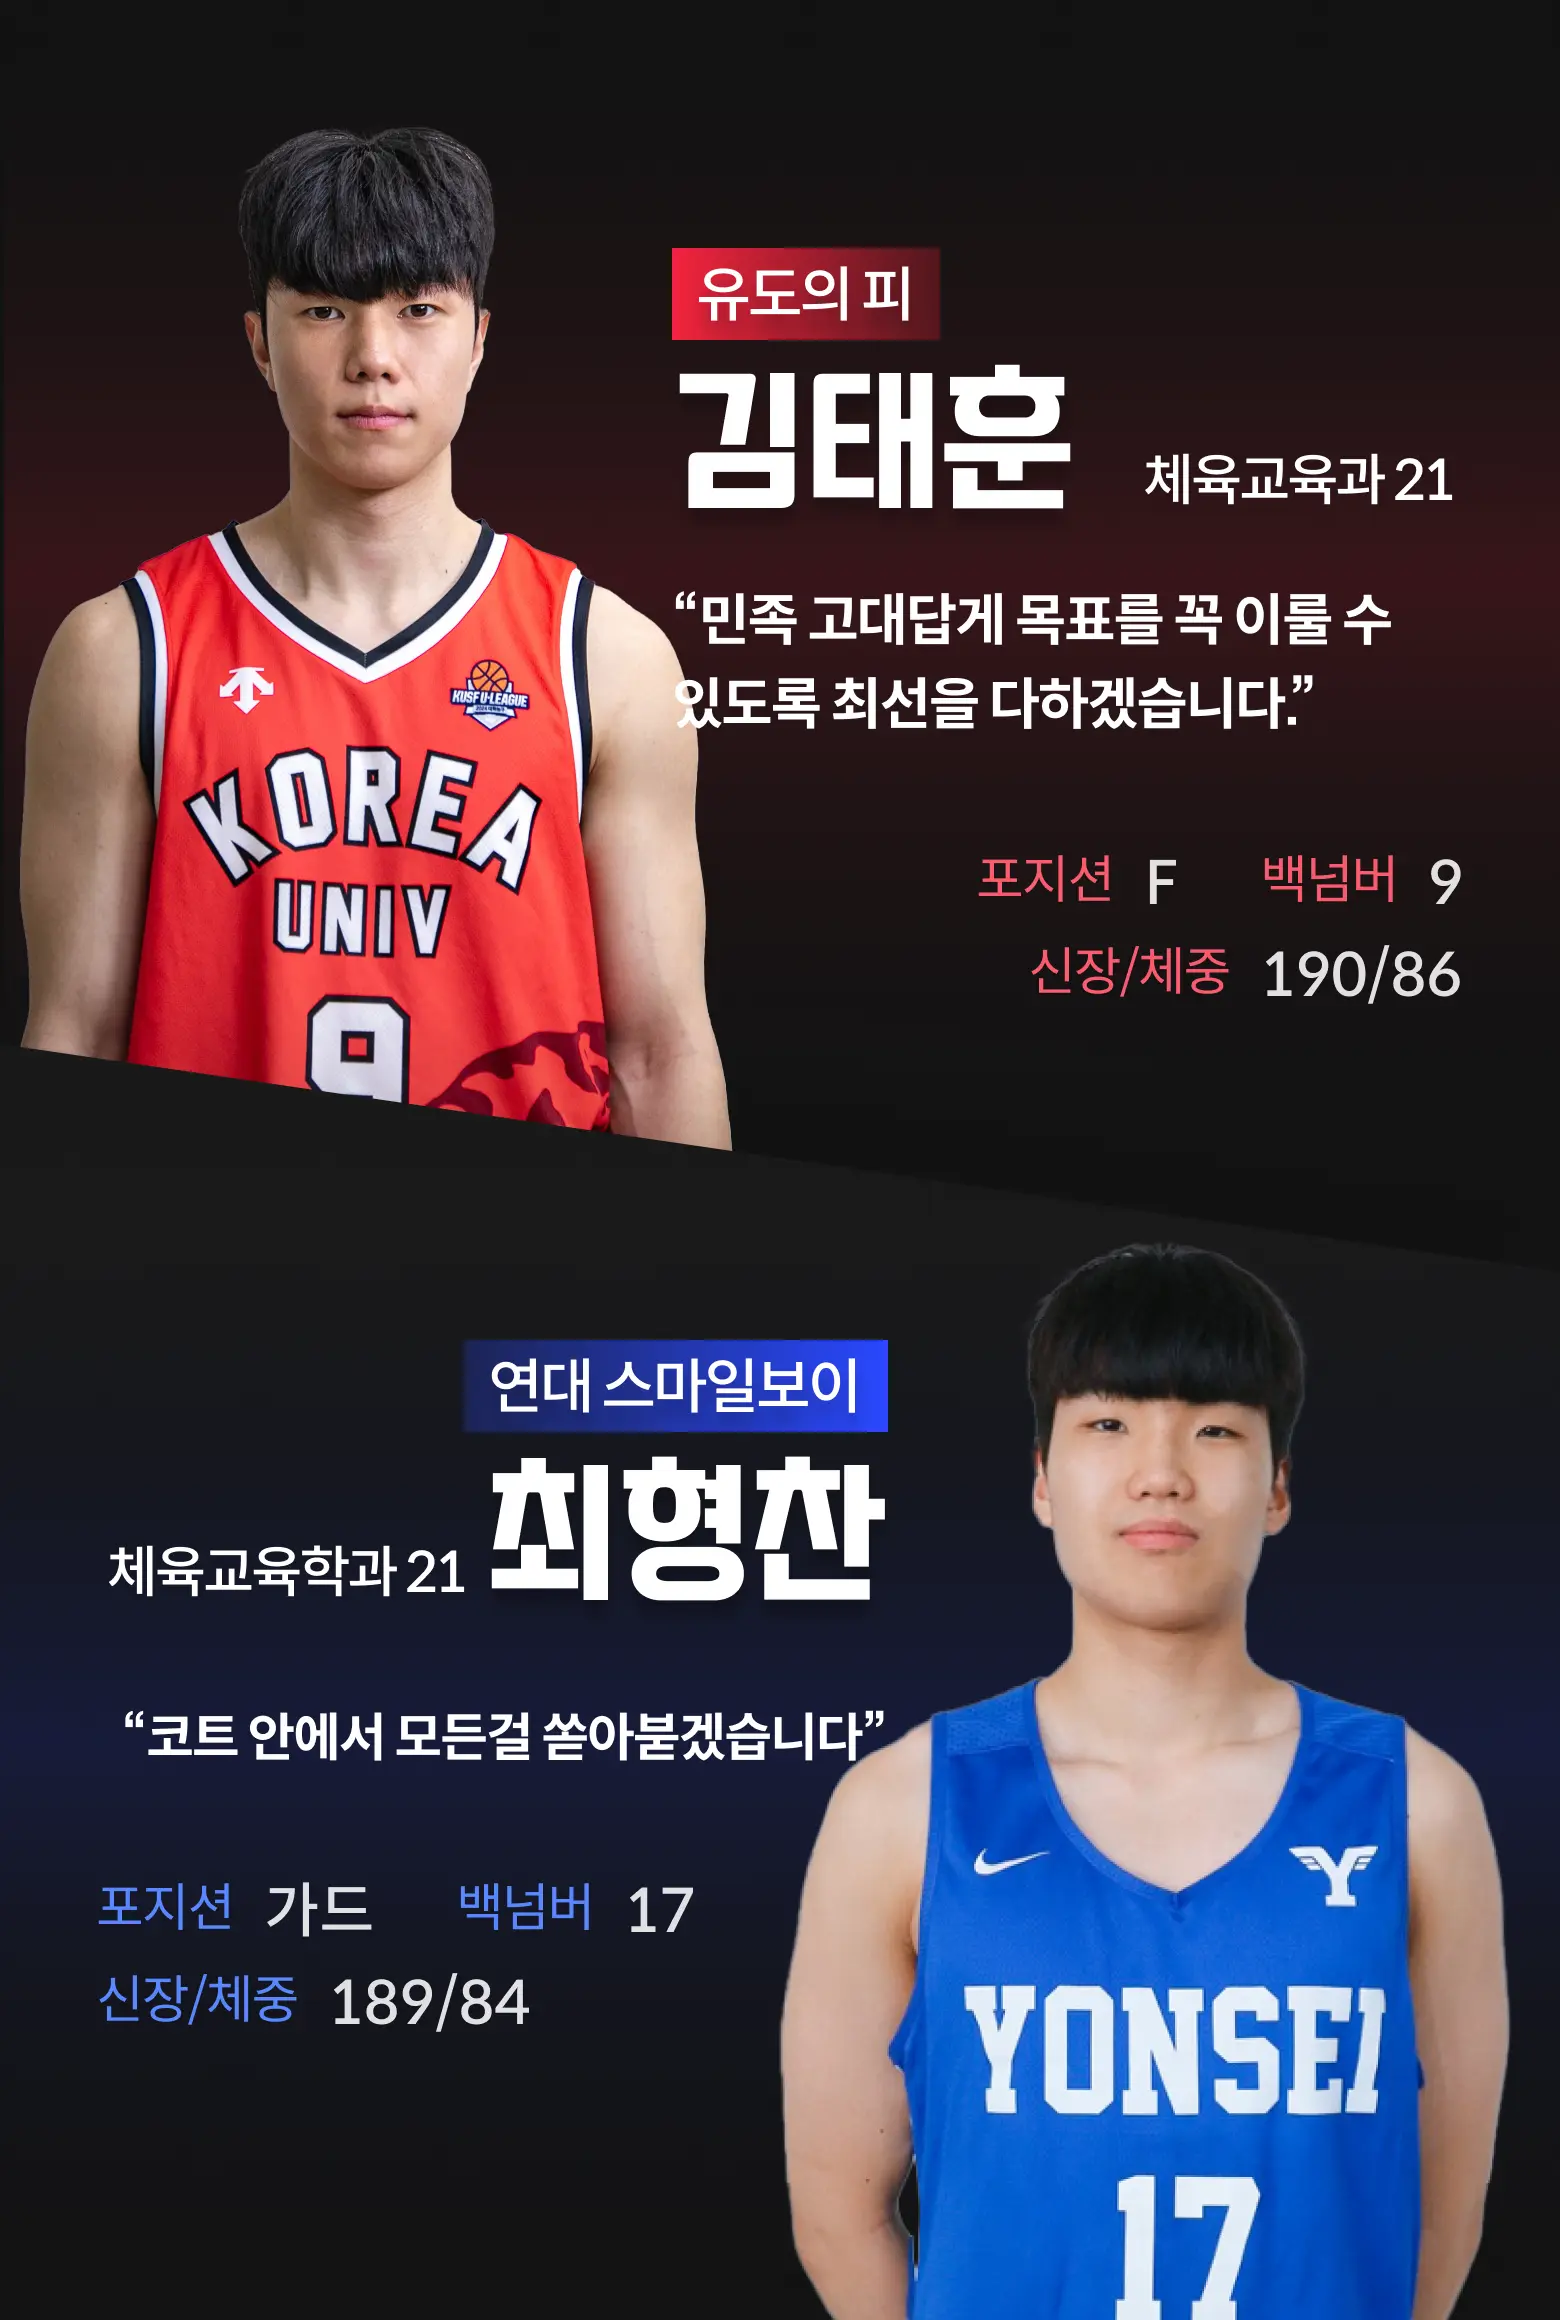 유도의 피
김태훈 체육교육과 21
“민족 고대답게 목표를 꼭 이룰 수
있도록 최선을 다하겠습니다.”
포지션 F 백넘버 9
신장/체중 190/86
KUSF U-LEAGUE
KOREA
UNIV
9
연대 스마일보이
체육교육학과 21 최형찬
“코트 안에서 모든걸 쏟아붇겠습니다”
포지션 가드 백넘버 17
신장/체중 189/84
Y
YONSEI
17